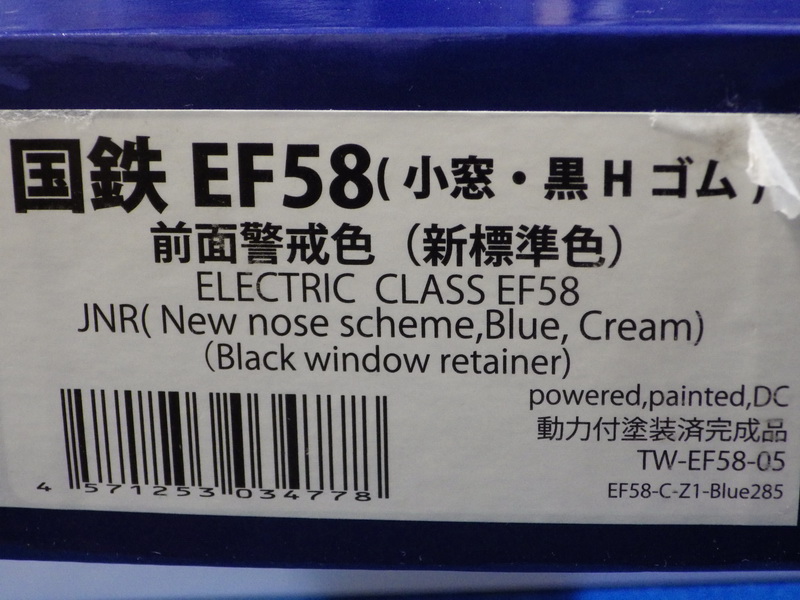 国鉄 EF58(小窓・黒Hゴム)
前面警戒色（新標準色）
ELECTRIC CLASS EF58
JNR( New nose scheme,Blue, Cream)
(Black window retainer)
powered,painted,DC
動力付塗装済完成品
TW-EF58-05
EF58-C-Z1-Blue285
4 571253 034778